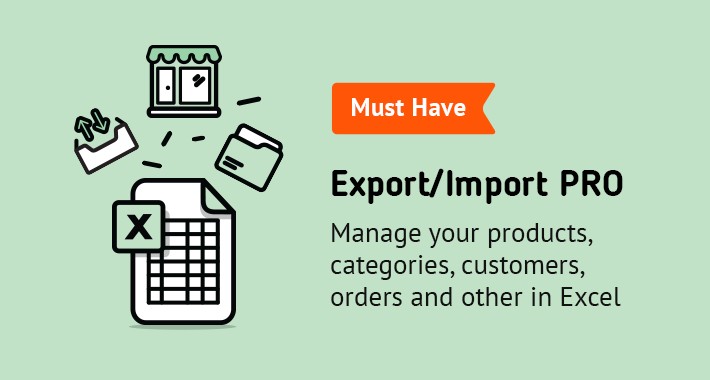 Must Have
Export/Import PRO
Manage your products,
categories, customers,
orders and other in Excel
X